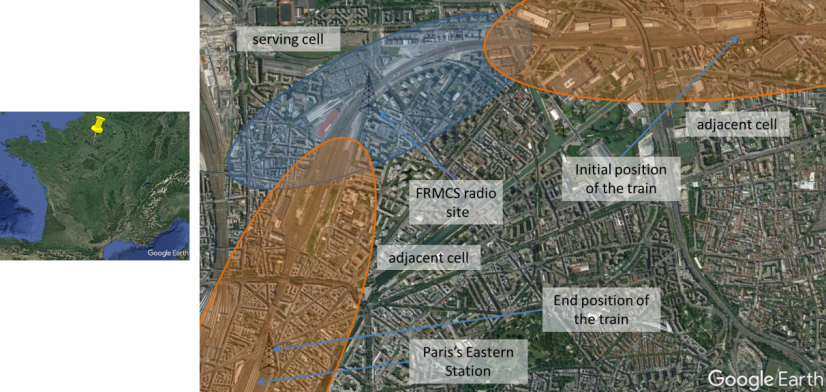 serving cell
adjacent cell
Initial position
of the train
FRMCS radio
site
adjacent cell
End position of
the train
Paris's Eastern
Station
Google Earth
Google Earth